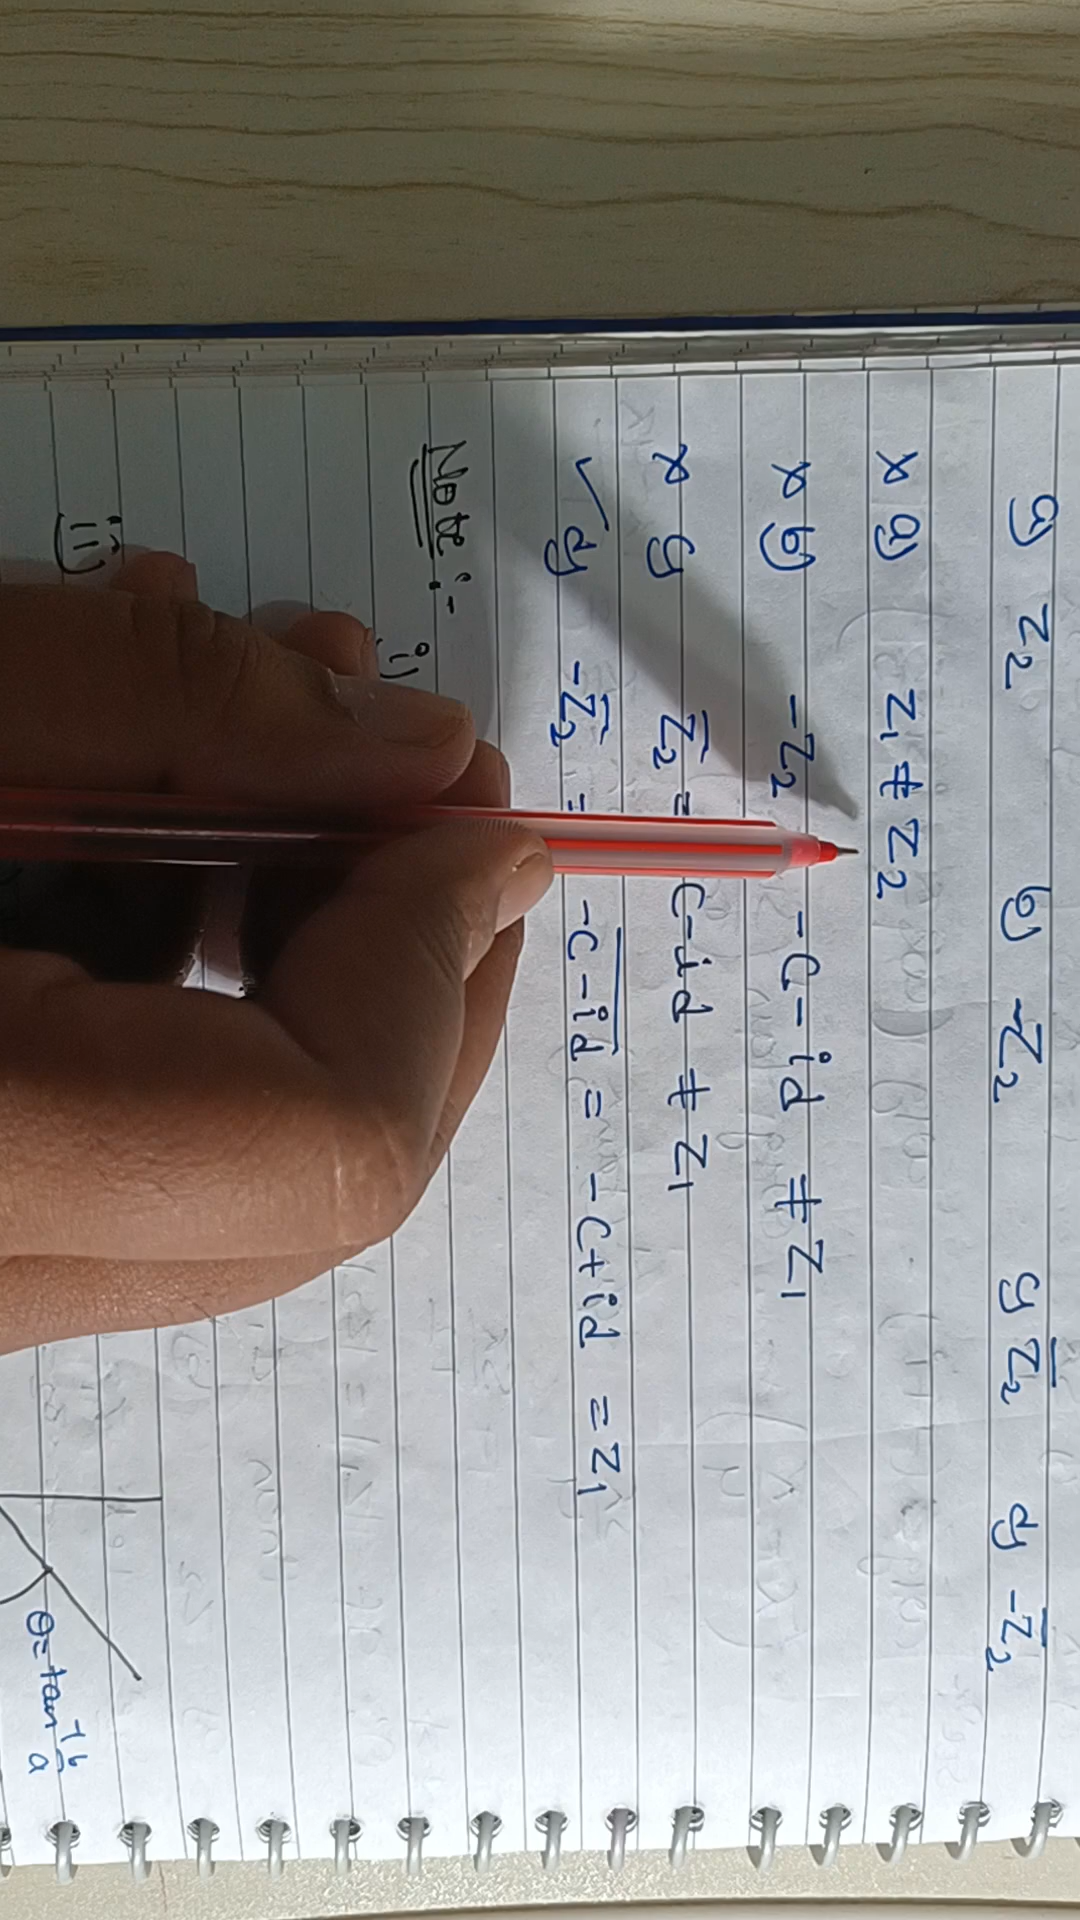 a) z₂ b) -z₂ c) z̅₂ d) -z̅₂
x a) z₁ ≠ z₂
x b) -z₂ -c-id ≠ z₁
x c) z̅₂ = c-id ≠ z₁
✓ d) -z̅₂ = \overline{-c-id} = -c+id = z₁
Note :- i)
ii)
θ = tan⁻¹ b/a